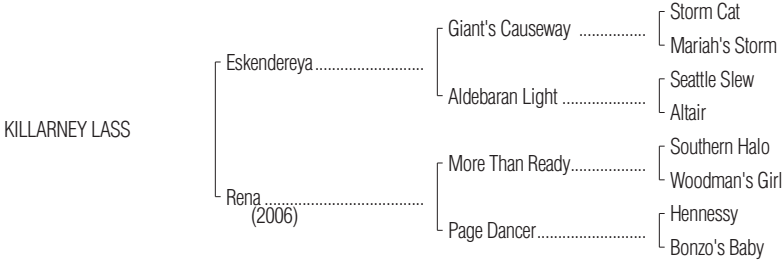 Storm Cat
Giant's Causeway ................
Mariah's Storm
Eskendereya..........................
Seattle Slew
Aldebaran Light ....................
Altair
KILLARNEY LASS
Southern Halo
More Than Ready..................
Woodman's Girl
Rena ......................................
(2006)
Hennessy
Page Dancer..........................
Bonzo's Baby